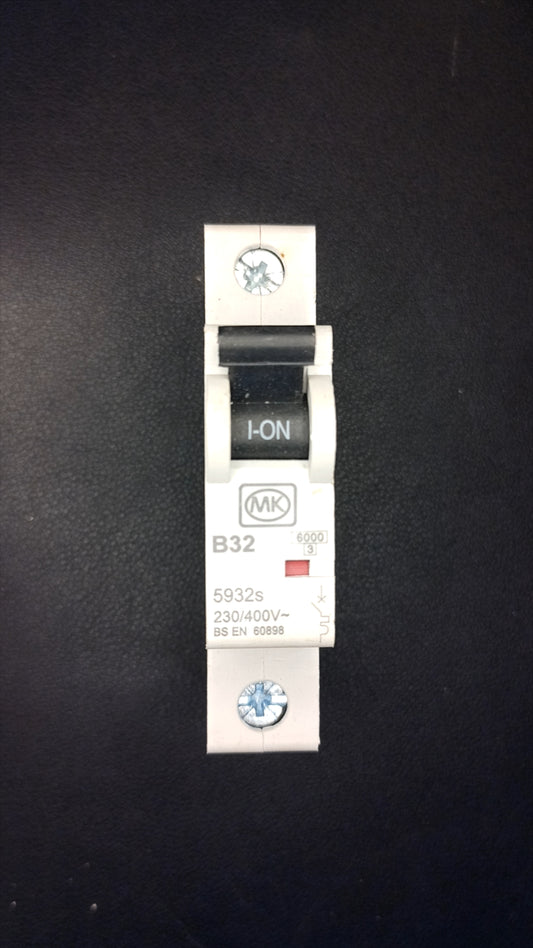 I-ON
MK
B32
6000
3
5932s
230/400V~
BS EN 60898